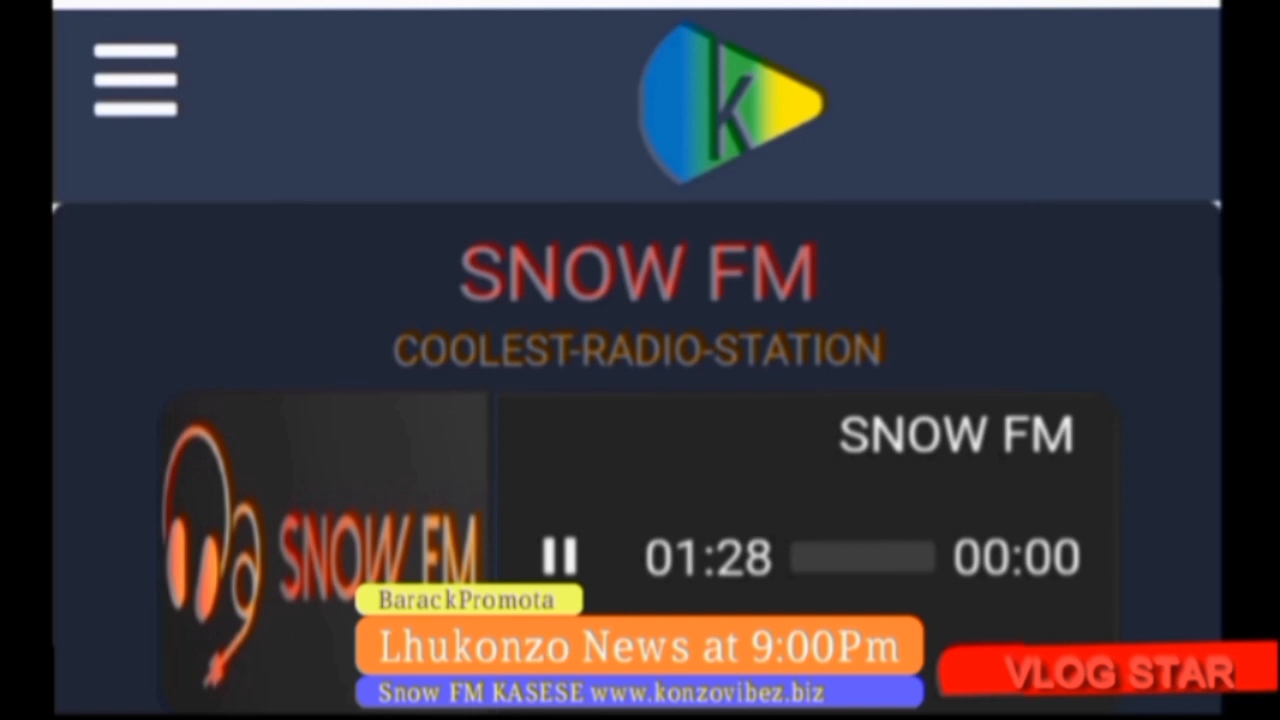 k
SNOW FM
COOLEST-RADIO-STATION
SNOW FM
SNOW FM
01:28 00:00
BarackPromota
Lhukonzo News at 9:00Pm
Snow FM KASESE www.konzovibez.biz
VLOG STAR